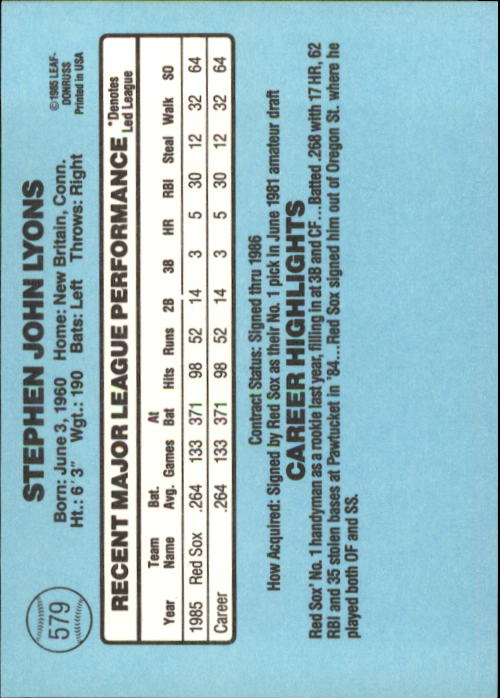 579
STEPHEN JOHN LYONS
Born: June 3, 1960 Home: New Britain, Conn.
Ht.: 6'3" Wgt.: 190 Bats: Left Throws: Right
©1985 LEAF-
DONRUSS
Printed in USA
RECENT MAJOR LEAGUE PERFORMANCE *Denotes
Led League
Team Bat. At
Year Name Avg. Games Bat Hits Runs 2B 3B HR RBI Steal Walk SO
1985 Red Sox .264 133 371 98 52 14 3 5 30 12 32 64
Career .264 133 371 98 52 14 3 5 30 12 32 64
Contract Status: Signed thru 1986
How Acquired: Signed by Red Sox as their No. 1 pick in June 1981 amateur draft
CAREER HIGHLIGHTS
Red Sox' No. 1 handyman as a rookie last year, filling in at 3B and CF...Batted .268 with 17 HR, 62
RBI and 35 stolen bases at Pawtucket in '84...Red Sox signed him out of Oregon St. where he
played both OF and SS.